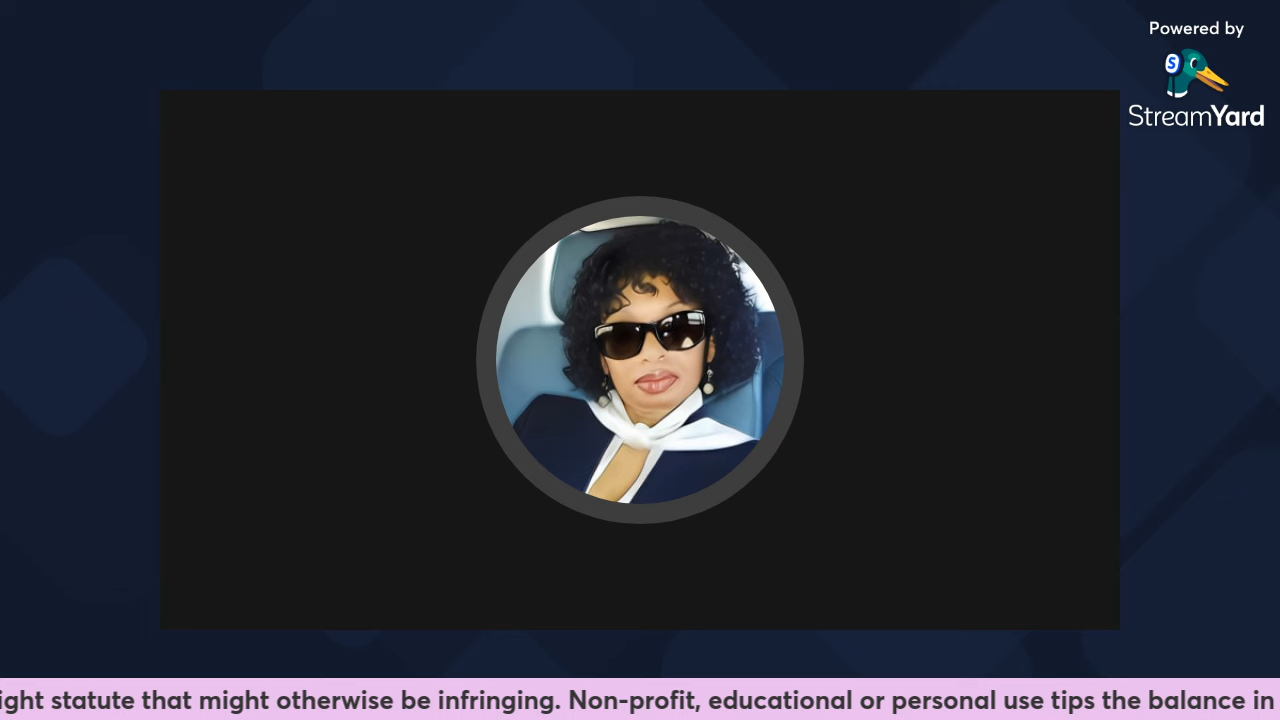 Powered by
S
StreamYard
ight statute that might otherwise be infringing. Non-profit, educational or personal use tips the balance in